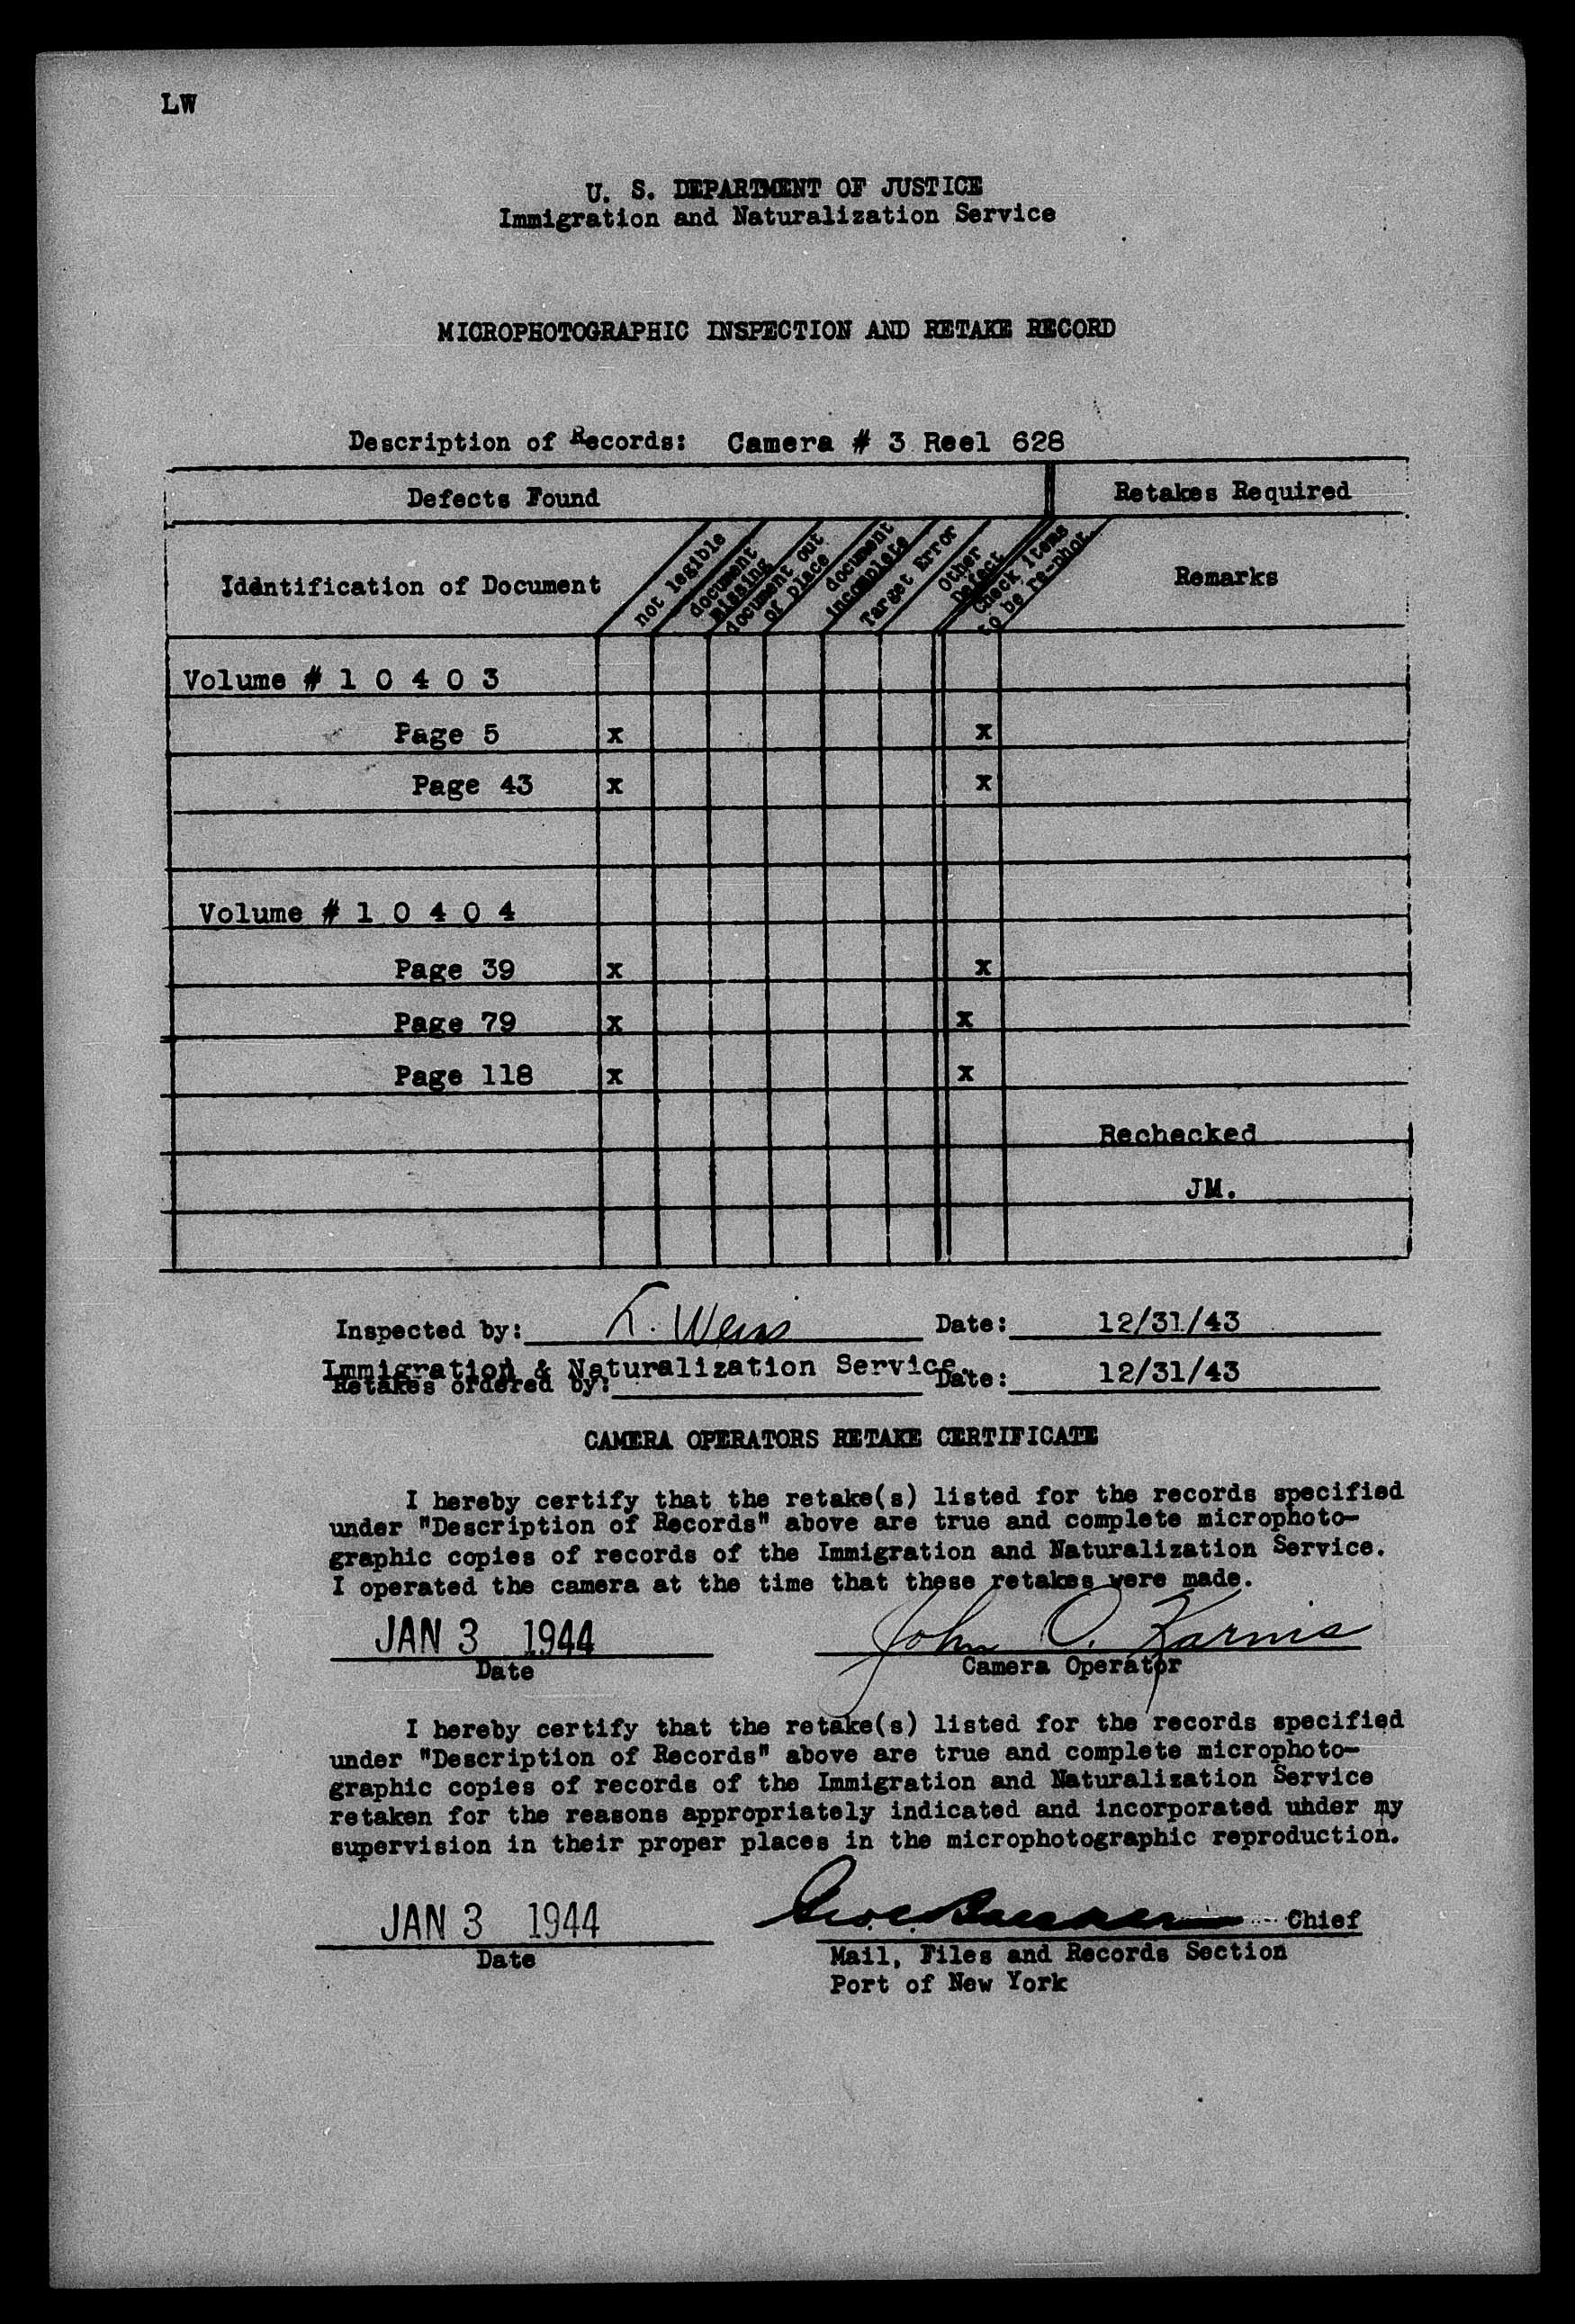 LW
U. S. DEPARTMENT OF JUSTICE
Immigration and Naturalization Service
MICROPHOTOGRAPHIC INSPECTION AND RETAKE RECORD
Description of Records: Camera # 3 Reel 628
Defects Found Retakes Required
Identification of Document
not legible
document
missing
document out
of place
document
incomplete
Target Error
Other
Defect
Check Items
to be re-phot.
Remarks
Volume # 1 0 4 0 3
Page 5 x x
Page 43 x x
Volume # 1 0 4 0 4
Page 39 x x
Page 79 x x
Page 118 x x
Rechecked
JM.
Inspected by: Weiss Date: 12/31/43
Immigration & Naturalization Service.
Retakes ordered by: Date: 12/31/43
CAMERA OPERATORS RETAKE CERTIFICATE
I hereby certify that the retake(s) listed for the records specified
under "Description of Records" above are true and complete microphoto-
graphic copies of records of the Immigration and Naturalization Service.
I operated the camera at the time that these retakes were made.
JAN 3 1944 John O. Karnis
Date Camera Operator
I hereby certify that the retake(s) listed for the records specified
under "Description of Records" above are true and complete microphoto-
graphic copies of records of the Immigration and Naturalization Service
retaken for the reasons appropriately indicated and incorporated uhder my
supervision in their proper places in the microphotographic reproduction.
JAN 3 1944 Chief
Date Mail, Files and Records Section
Port of New York